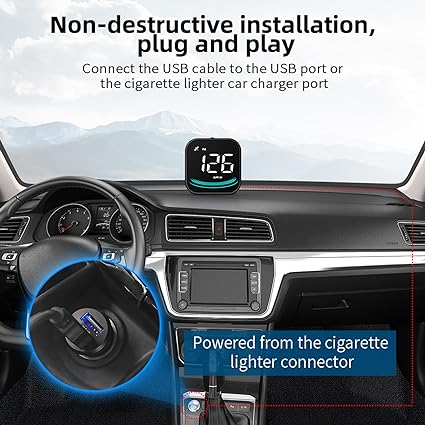 Non-destructive installation,
plug and play
Connect the USB cable to the USB port or
the cigarette lighter car charger port
126
Powered from the cigarette
lighter connector